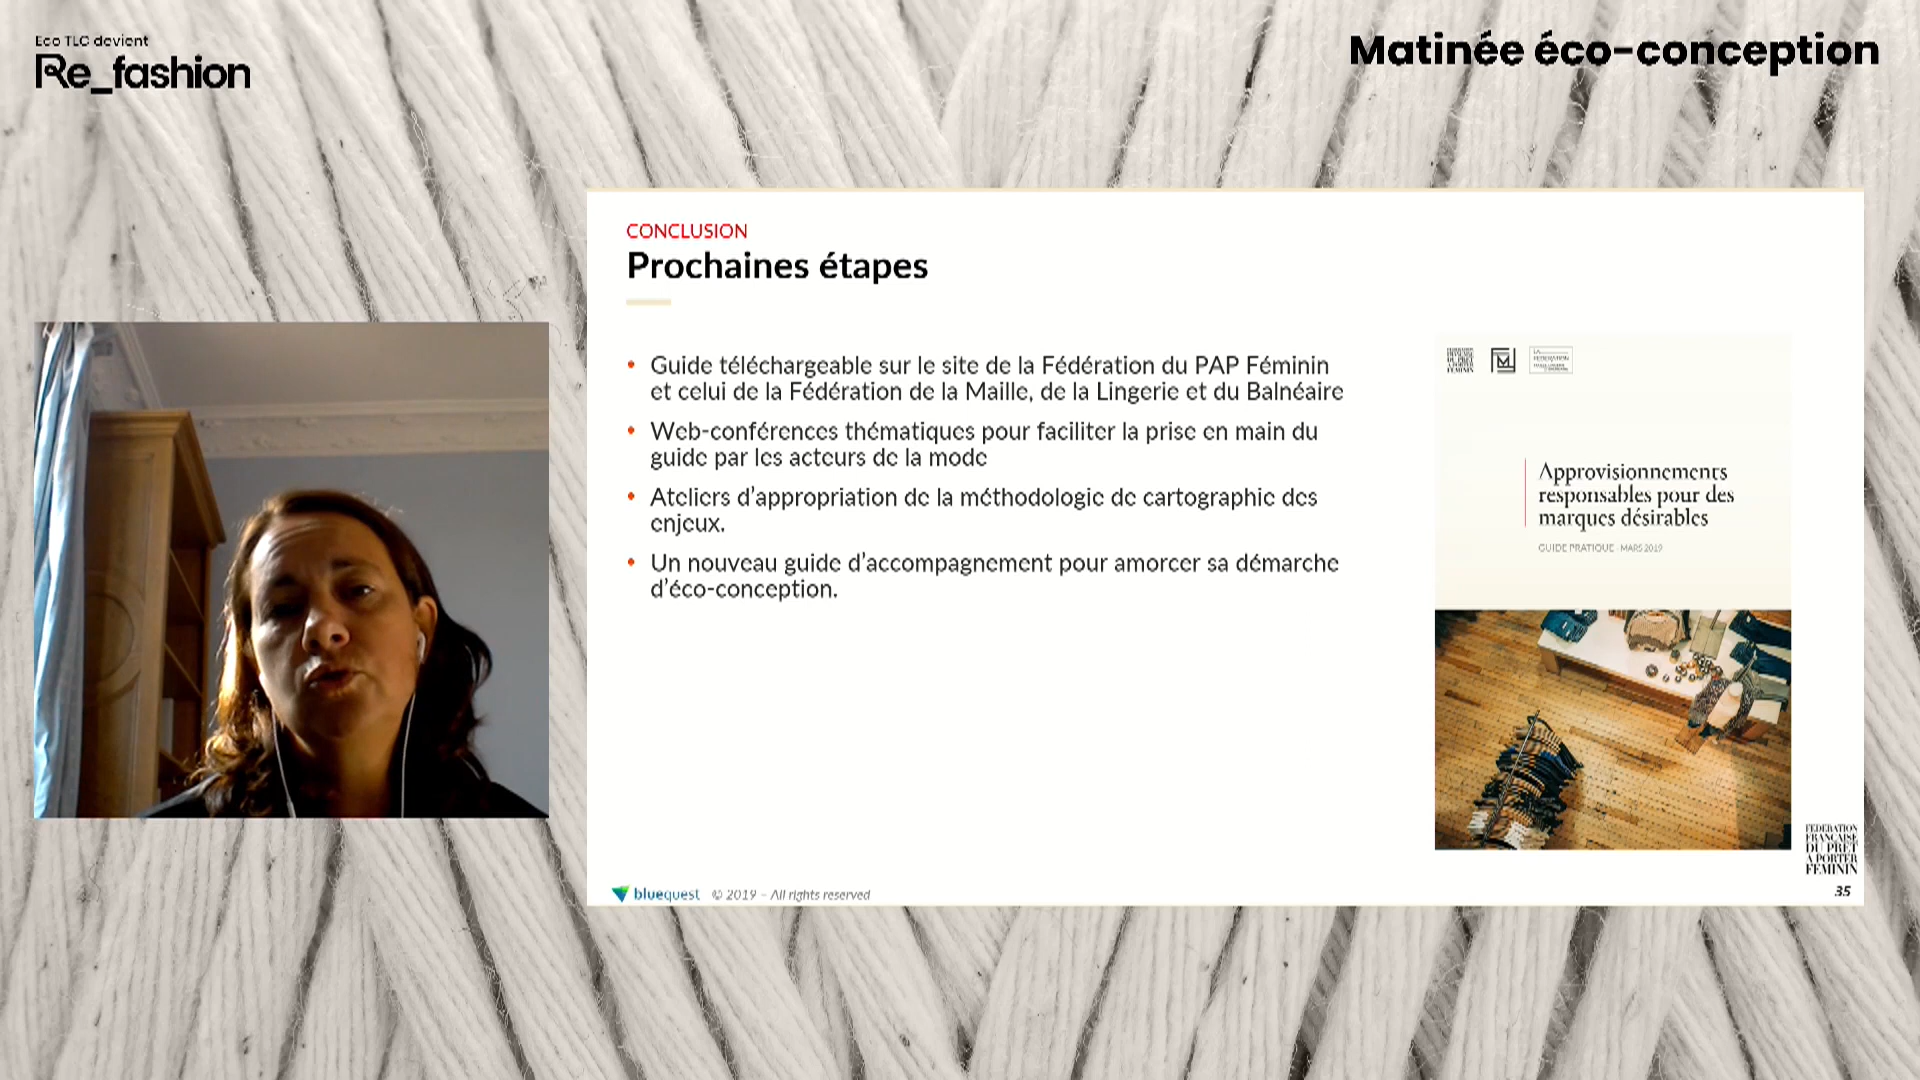 Eco TLC devient
Re_fashion
Matinée éco-conception
CONCLUSION
Prochaines étapes
• Guide téléchargeable sur le site de la Fédération du PAP Féminin
et celui de la Fédération de la Maille, de la Lingerie et du Balnéaire
• Web-conférences thématiques pour faciliter la prise en main du
guide par les acteurs de la mode
• Ateliers d'appropriation de la méthodologie de cartographie des
enjeux.
• Un nouveau guide d'accompagnement pour amorcer sa démarche
d'éco-conception.
Approvisionnements
responsables pour des
marques désirables
GUIDE PRATIQUE - MARS 2019
FEDERATION
FRANÇAISE
DU PRÊT
A PORTER
FEMININ
bluequest © 2019 – All rights reserved
35